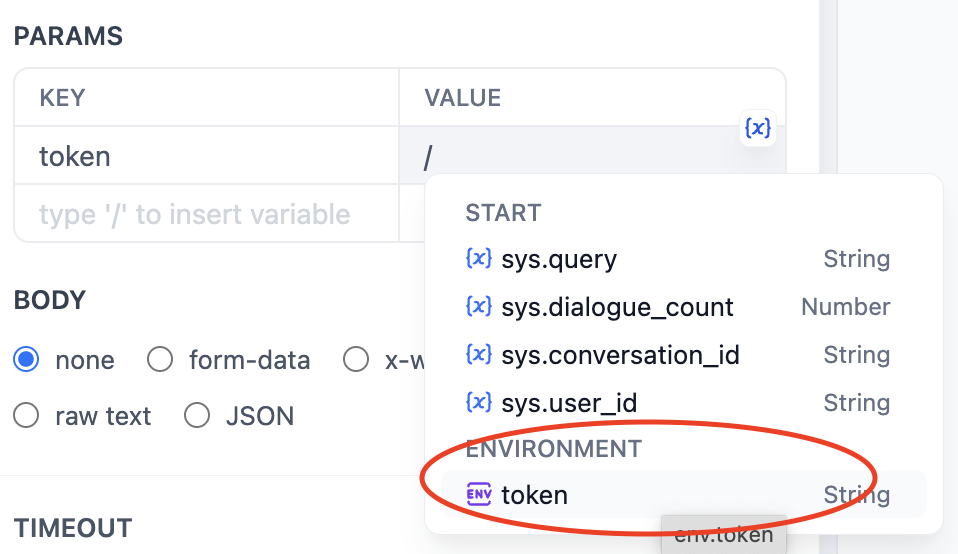 PARAMS
KEY VALUE
token /
{x}
type '/' to insert variable
START
{x} sys.query String
{x} sys.dialogue_count Number
{x} sys.conversation_id String
{x} sys.user_id String
ENVIRONMENT
ENV token String
env.token
BODY
none form-data x-w
raw text JSON
TIMEOUT